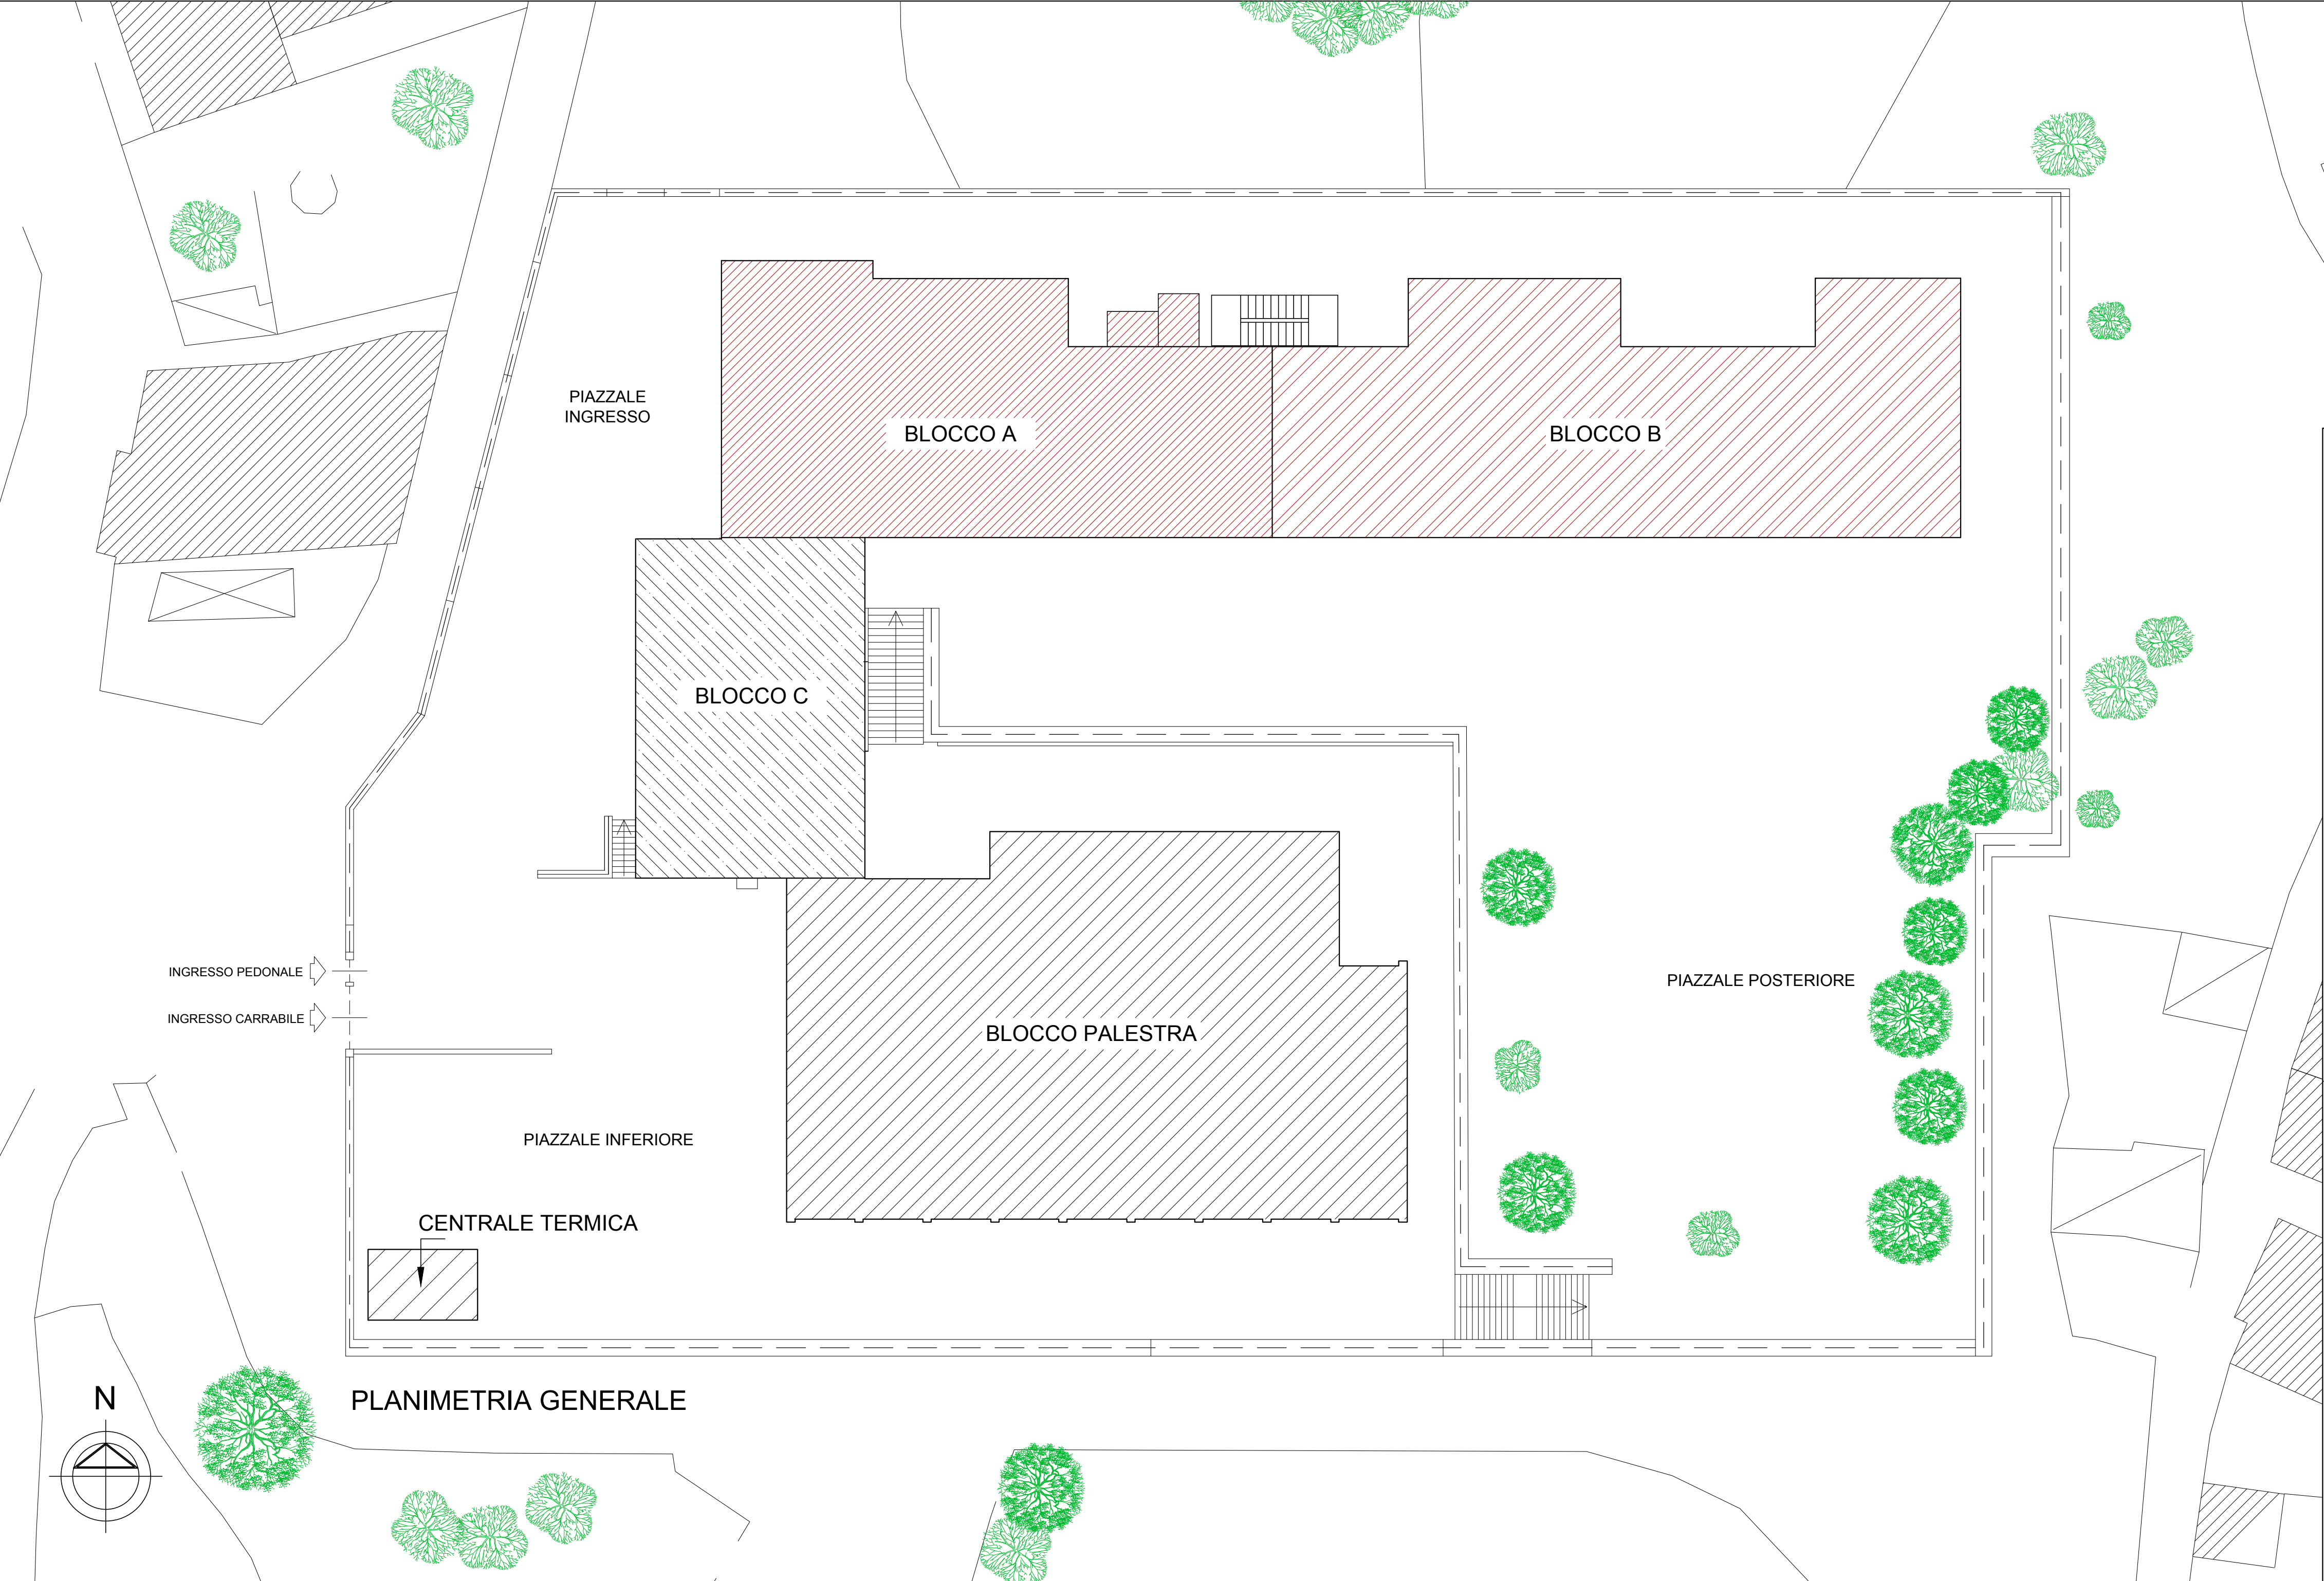 PIAZZALE
INGRESSO
BLOCCO A
BLOCCO B
BLOCCO C
INGRESSO PEDONALE
PIAZZALE POSTERIORE
INGRESSO CARRABILE
BLOCCO PALESTRA
PIAZZALE INFERIORE
CENTRALE TERMICA
N
PLANIMETRIA GENERALE